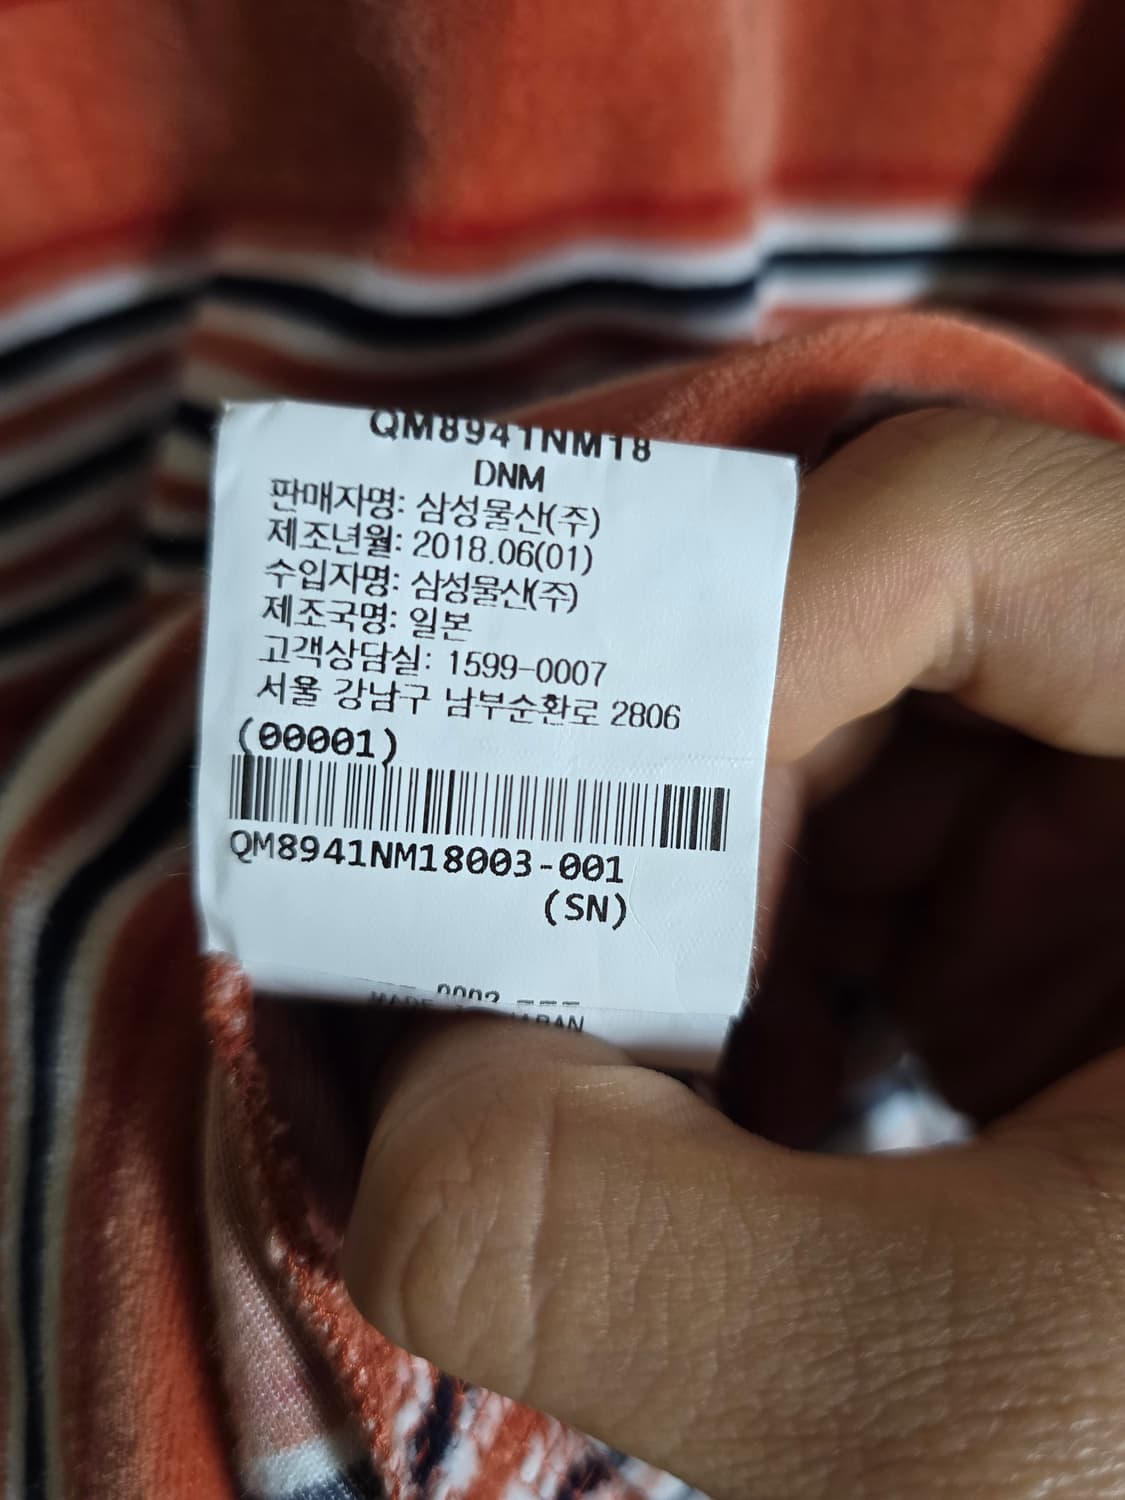 QM8941NM18
DNM
판매자명: 삼성물산(주)
제조년월: 2018.06(01)
수입자명: 삼성물산(주)
제조국명: 일본
고객상담실: 1599-0007
서울 강남구 남부순환로 2806
(00001)
QM8941NM18003-001
(SN)
MADE JAPAN